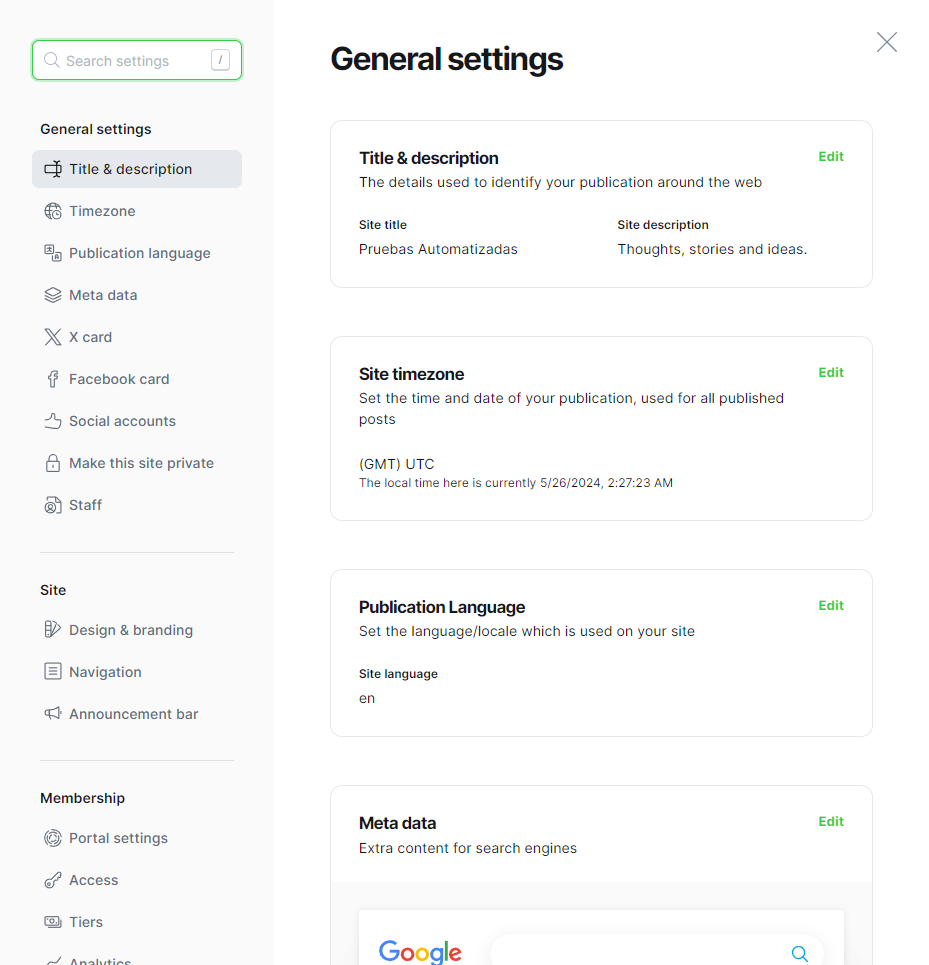 Search settings /
General settings
Title & description
Timezone
Publication language
Meta data
X card
Facebook card
Social accounts
Make this site private
Staff
Site
Design & branding
Navigation
Announcement bar
Membership
Portal settings
Access
Tiers
Analytics
General settings
Title & description Edit
The details used to identify your publication around the web
Site title
Pruebas Automatizadas
Site description
Thoughts, stories and ideas.
Site timezone Edit
Set the time and date of your publication, used for all published
posts
(GMT) UTC
The local time here is currently 5/26/2024, 2:27:23 AM
Publication Language Edit
Set the language/locale which is used on your site
Site language
en
Meta data Edit
Extra content for search engines
Google